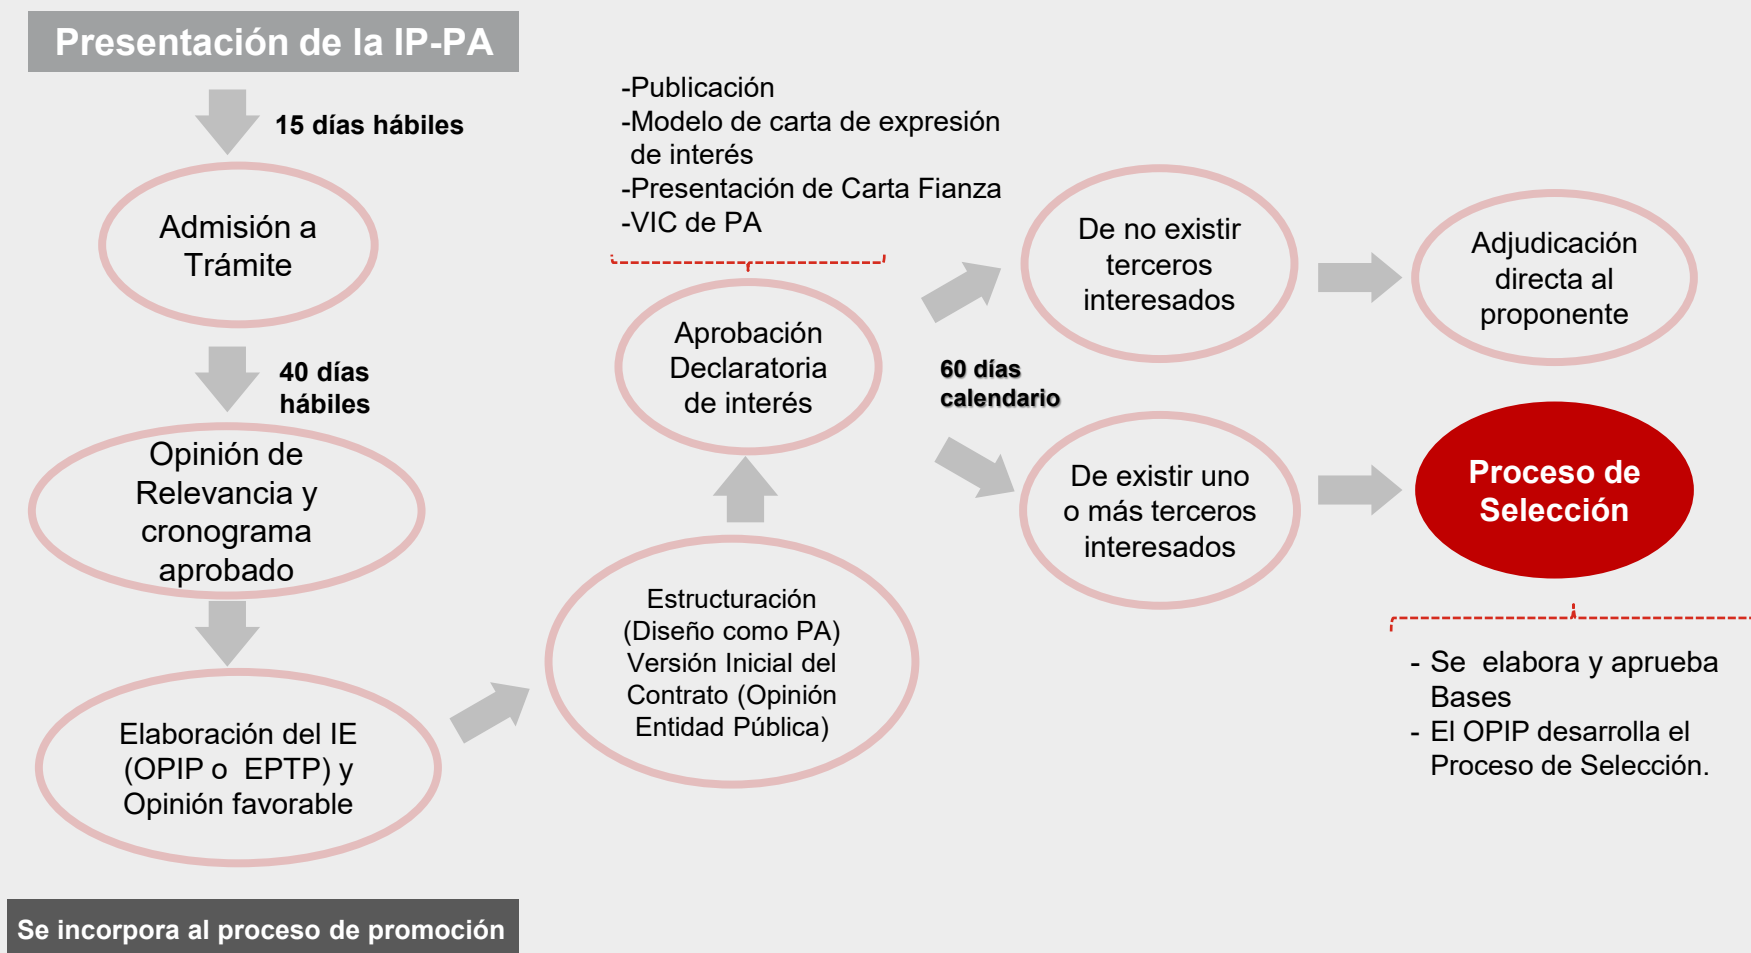 Presentación de la IP-PA
15 días hábiles
Admisión a
Trámite
40 días
hábiles
Opinión de
Relevancia y
cronograma
aprobado
Elaboración del IE
(OPIP o EPTP) y
Opinión favorable
Se incorpora al proceso de promoción
Estructuración
(Diseño como PA)
Versión Inicial del
Contrato (Opinión
Entidad Pública)
-Publicación
-Modelo de carta de expresión
de interés
-Presentación de Carta Fianza
-VIC de PA
Aprobación
Declaratoria
de interés
60 días
calendario
De no existir
terceros
interesados
Adjudicación
directa al
proponente
De existir uno
o más terceros
interesados
Proceso de
Selección
- Se elabora y aprueba
Bases
- El OPIP desarrolla el
Proceso de Selección.